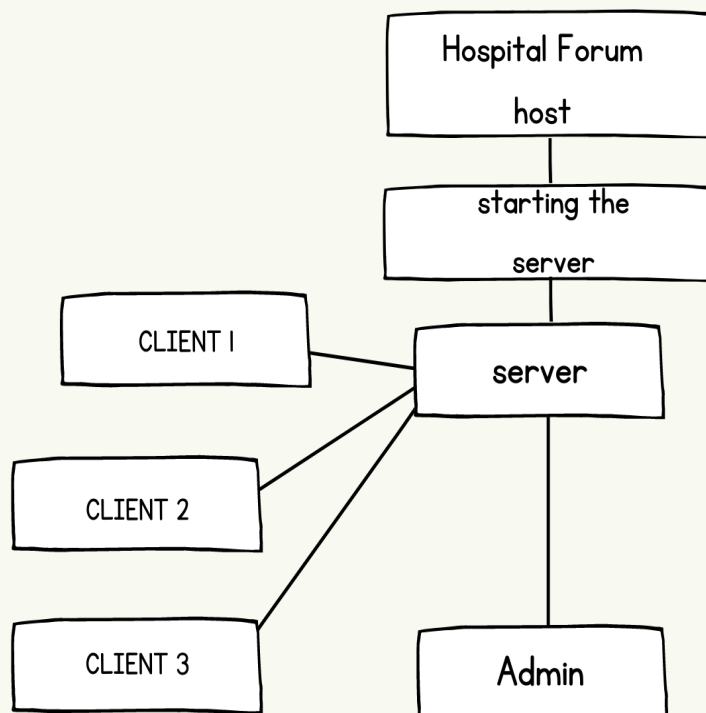 Hospital Forum
host
starting the
server
CLIENT 1
server
CLIENT 2
CLIENT 3
Admin